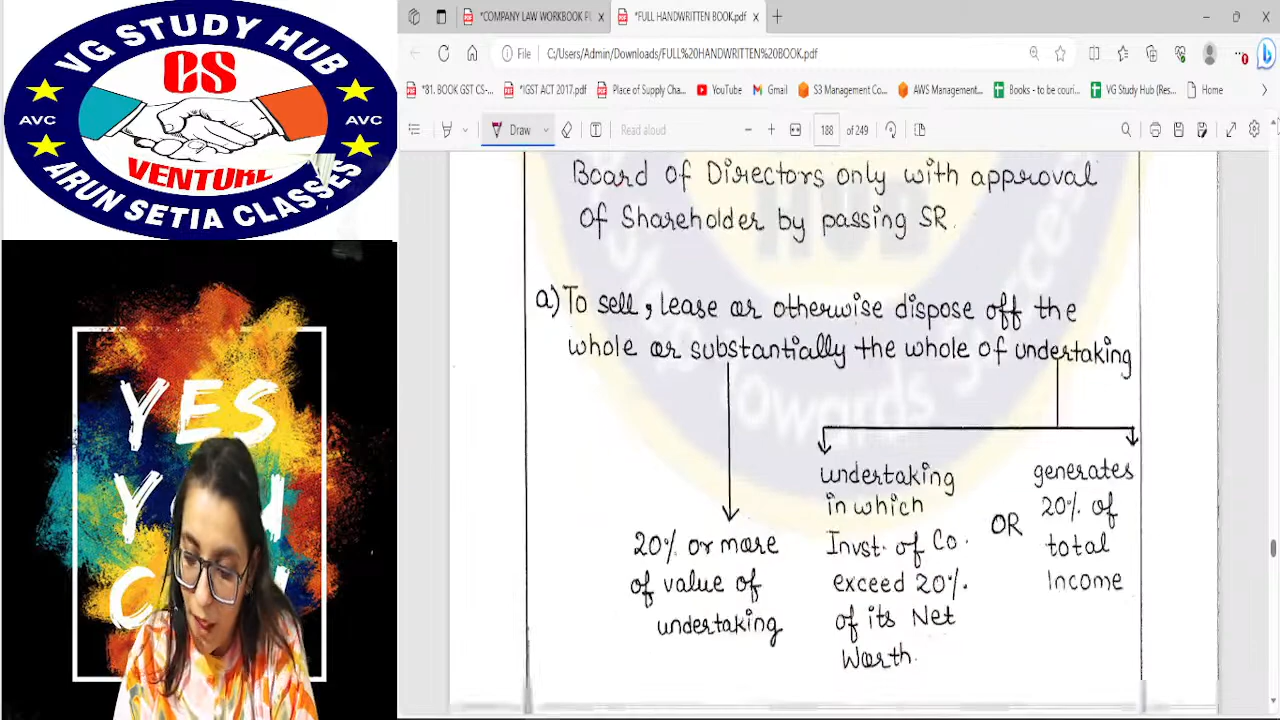 VG STUDY HUB
CS
AVC
AVC
VENTURE
ARUN SETIA CLASSES
YES
*COMPANY LAW WORKBOOK F
*FULL HANDWRITTEN BOOK.pdf
File
C:/Users/Admin/Downloads/FULL%20HANDWRITTEN%20BOOK.pdf
*81. BOOK GST CS-...
*IGST ACT 2017.pdf
Place of Supply Cha...
YouTube
Gmail
S3 Management Co...
AWS Management...
Books - to be couri...
VG Study Hub (Res...
Home
Draw
Read aloud
188
of 249
Board of Directors only with approval
of Shareholder by passing SR.
a) To sell, lease or otherwise dispose off the
whole or substantially the whole of undertaking
20% or more
of value of
undertaking
undertaking
in which
Invst. of Co.
exceed 20%
of its Net
Worth.
OR
generates
20% of
total
Income